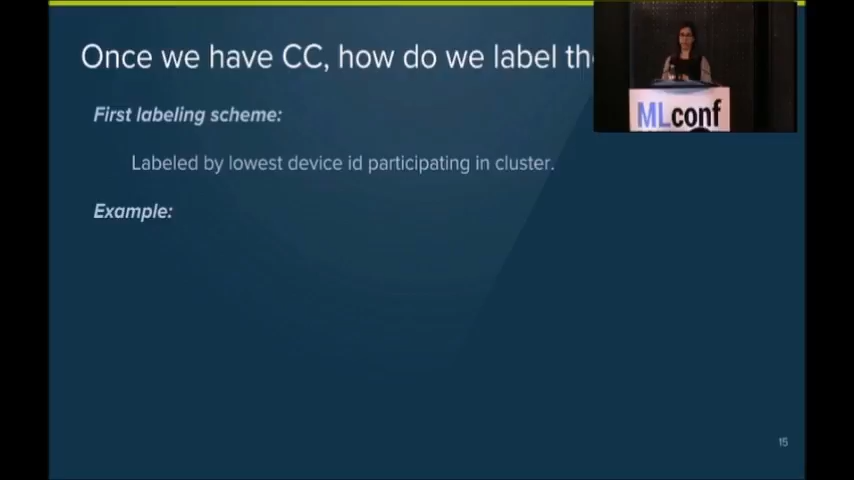 Once we have CC, how do we label
First labeling scheme:
Labeled by lowest device id participating in cluster.
Example:
MLconf
15